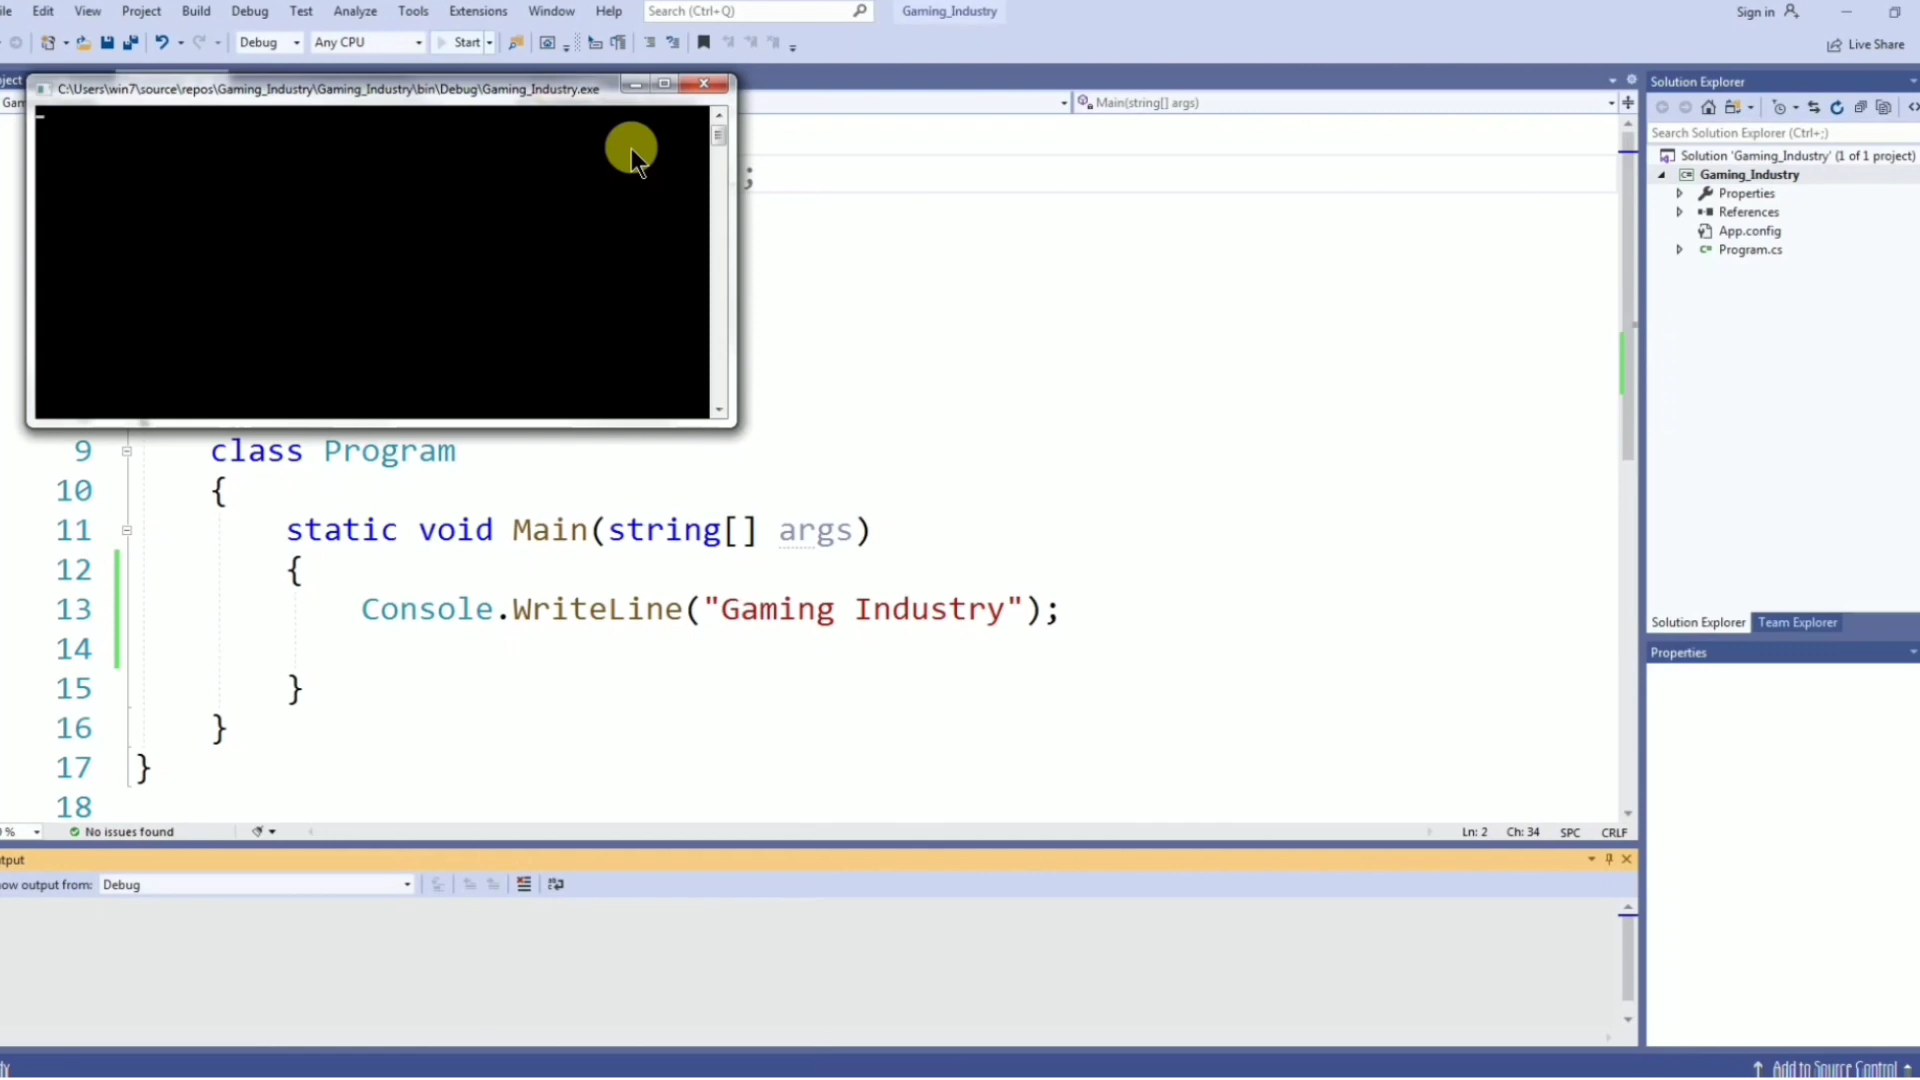 Edit View Project Build Debug Test Analyze Tools Extensions Window Help Search (Ctrl+Q) Gaming_Industry Sign in
Debug Any CPU Start Live Share
C:\Users\win7\source\repos\Gaming_Industry\Gaming_Industry\bin\Debug\Gaming_Industry.exe
Main(string[] args)
;
Solution Explorer
Search Solution Explorer (Ctrl+;)
Solution 'Gaming_Industry' (1 of 1 project)
Gaming_Industry
Properties
References
App.config
Program.cs
9 class Program
10 {
11 static void Main(string[] args)
12 {
13 Console.WriteLine("Gaming Industry");
14
15 }
16 }
17 }
18
Solution Explorer Team Explorer
Properties
% No issues found Ln: 2 Ch: 34 SPC CRLF
output from: Debug
Add to Source Control